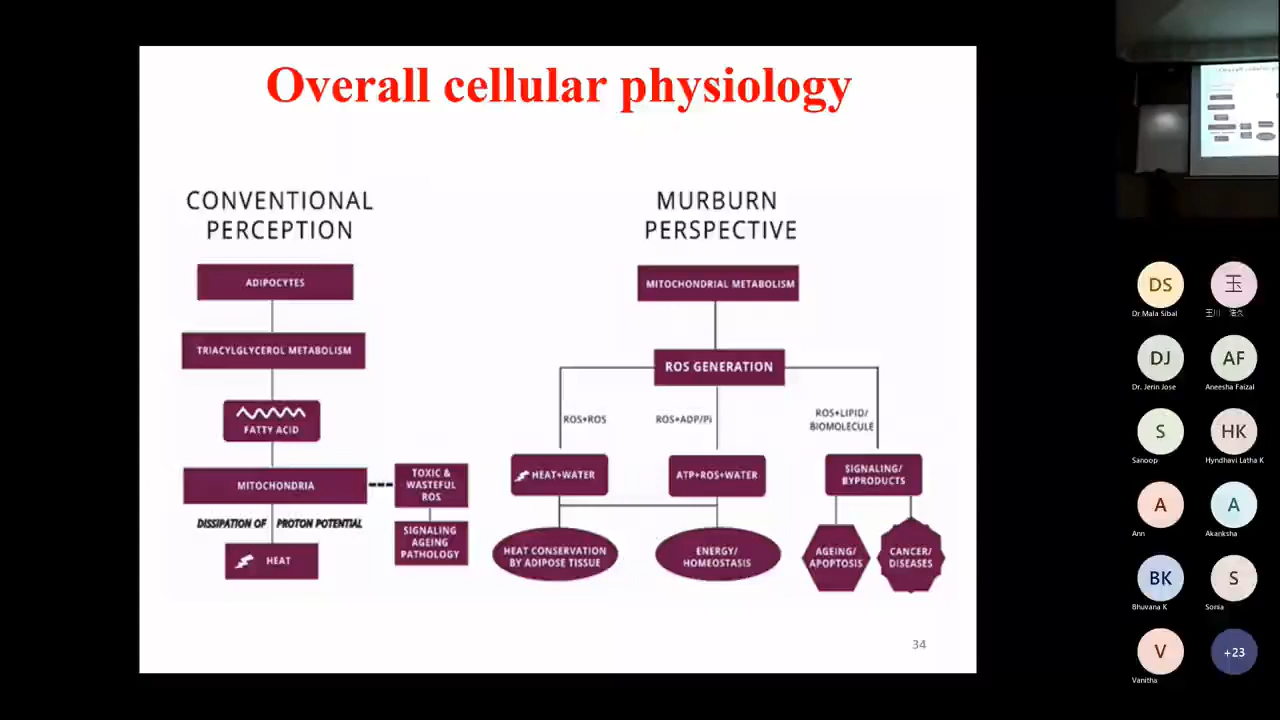 Overall cellular physiology
CONVENTIONAL
PERCEPTION
ADIPOCYTES
TRIACYLGLYCEROL METABOLISM
FATTY ACID
MITOCHONDRIA
TOXIC &
WASTEFUL
ROS
DISSIPATION OF PROTON POTENTIAL
SIGNALING
AGEING
PATHOLOGY
HEAT
MURBURN
PERSPECTIVE
MITOCHONDRIAL METABOLISM
ROS GENERATION
ROS+ROS
ROS+ADP/Pi
ROS+LIPID/
BIOMOLECULE
HEAT+WATER
ATP+ROS+WATER
SIGNALING/
BYPRODUCTS
HEAT CONSERVATION
BY ADIPOSE TISSUE
ENERGY/
HOMEOSTASIS
AGEING/
APOPTOSIS
CANCER/
DISEASES
34
DS
Dr Mala Sibal
玉
玉川
DJ
Dr. Jerin Jose
AF
Aneesha Faizal
S
Sanoop
HK
Hyndhavi Latha K
A
Ann
A
Akanksha
BK
Bhuvana K
S
Sonia
V
Vanitha
+23